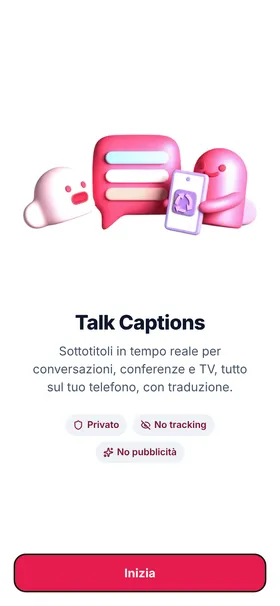 Talk Captions
Sottotitoli in tempo reale per
conversazioni, conferenze e TV, tutto
sul tuo telefono, con traduzione.
Privato
No tracking
No pubblicità
Inizia